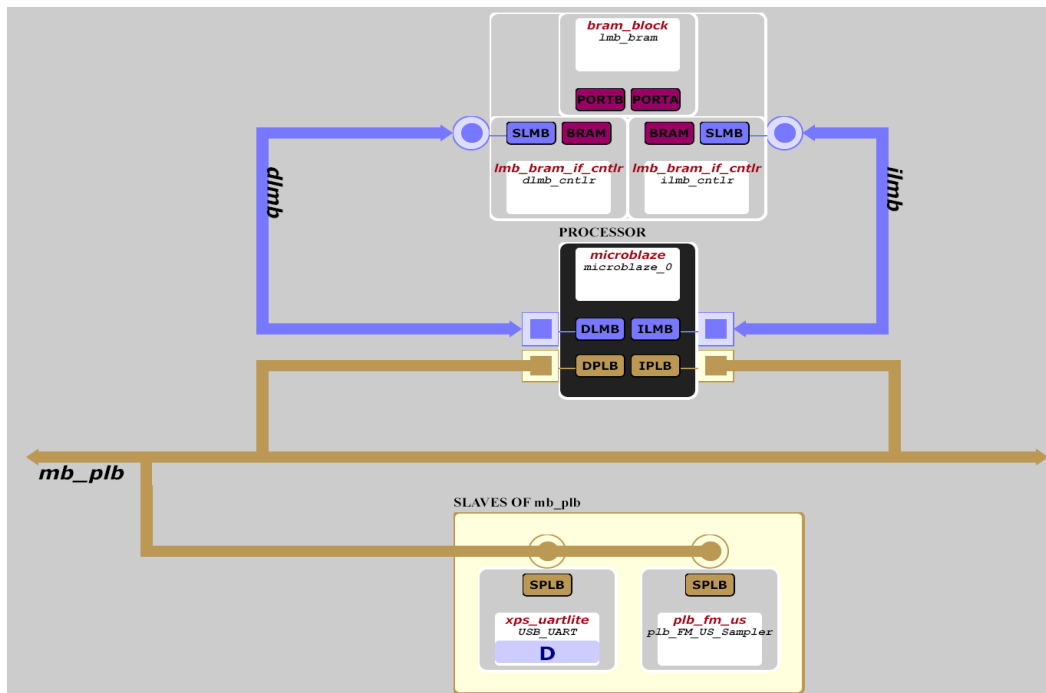 bram_block
lmb_bram
PORTB PORTA
SLMB BRAM BRAM SLMB
lmb_bram_if_cntlr lmb_bram_if_cntlr
dlmb_cntlr ilmb_cntlr
dlmb
ilmb
PROCESSOR
microblaze
microblaze_0
DLMB ILMB
DPLB IPLB
mb_plb
SLAVES OF mb_plb
SPLB SPLB
xps_uartlite plb_fm_us
USB_UART plb_FM_US_Sampler
D